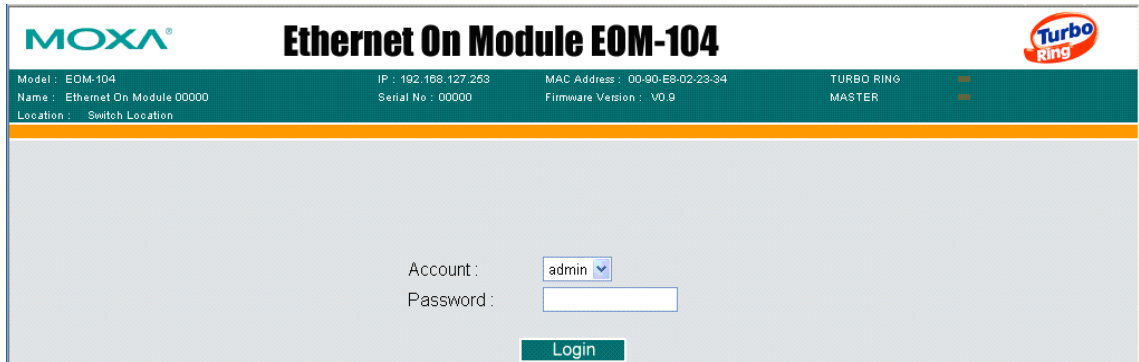 MOXA® Ethernet On Module EOM-104 Turbo Ring
Model : EOM-104 IP : 192.168.127.253 MAC Address : 00-90-E8-02-23-34 TURBO RING
Name : Ethernet On Module 00000 Serial No : 00000 Firmware Version : V0.9 MASTER
Location : Switch Location
Account : admin
Password :
Login